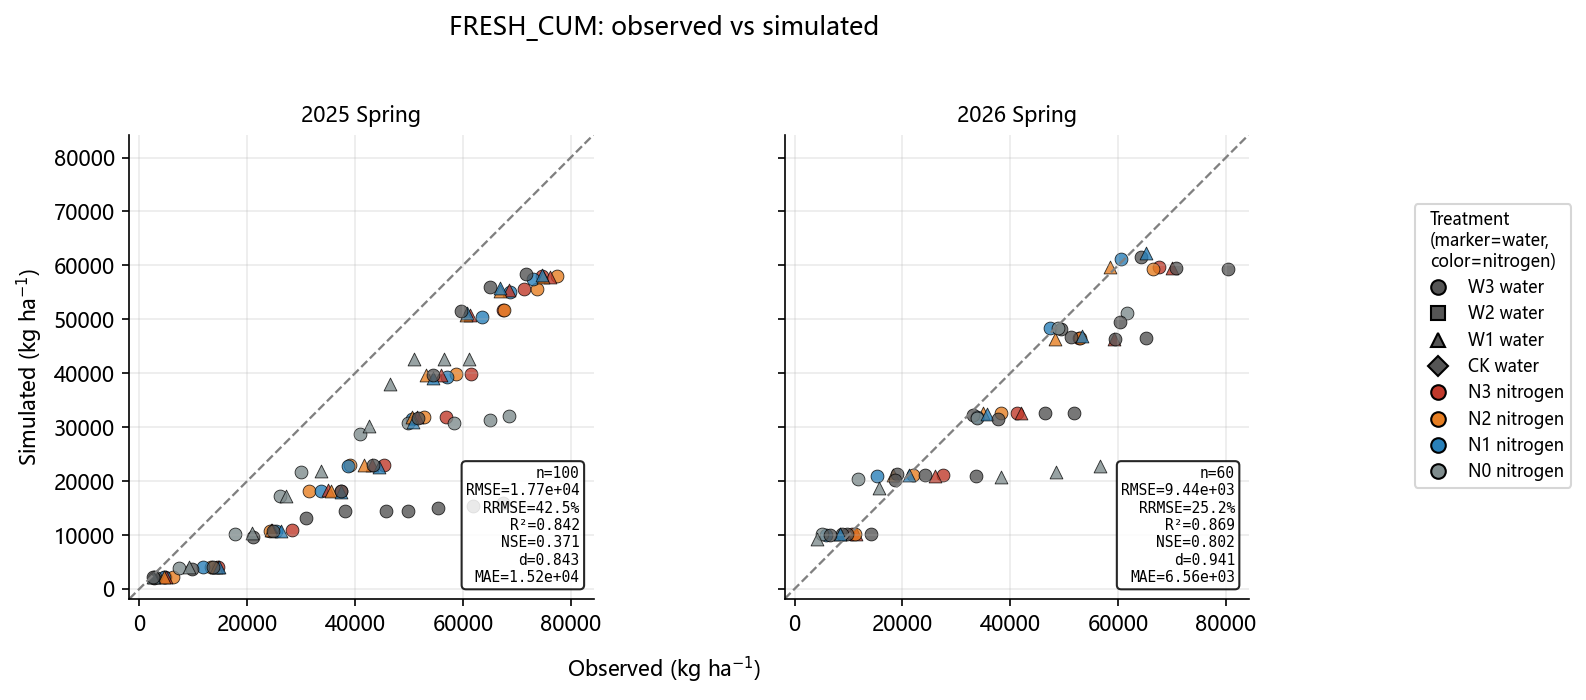 FRESH_CUM: observed vs simulated
2025 Spring
2026 Spring
80000
70000
60000
50000
40000
30000
20000
10000
0
Simulated (kg ha⁻¹)
n=100
RMSE=1.77e+04
RRMSE=42.5%
R²=0.842
NSE=0.371
d=0.843
MAE=1.52e+04
n=60
RMSE=9.44e+03
RRMSE=25.2%
R²=0.869
NSE=0.802
d=0.941
MAE=6.56e+03
0 20000 40000 60000 80000
0 20000 40000 60000 80000
Observed (kg ha⁻¹)
Treatment
(marker=water,
color=nitrogen)
W3 water
W2 water
W1 water
CK water
N3 nitrogen
N2 nitrogen
N1 nitrogen
N0 nitrogen